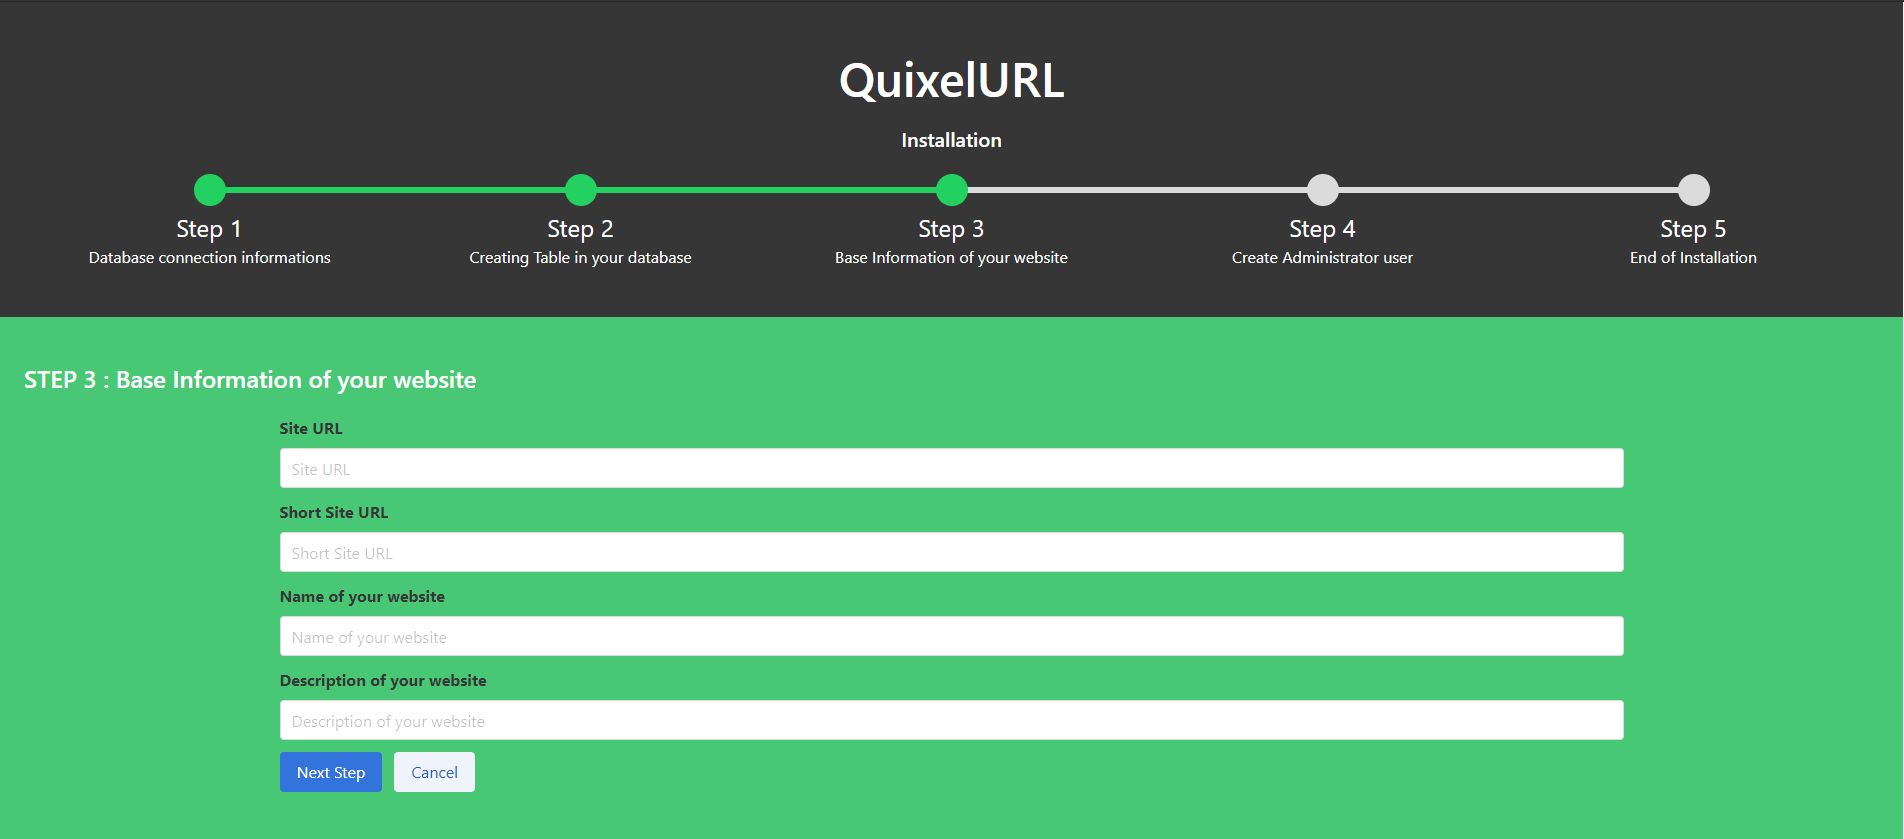 QuixelURL
Installation
Step 1
Database connection informations
Step 2
Creating Table in your database
Step 3
Base Information of your website
Step 4
Create Administrator user
Step 5
End of Installation
STEP 3 : Base Information of your website
Site URL
Site URL
Short Site URL
Short Site URL
Name of your website
Name of your website
Description of your website
Description of your website
Next Step
Cancel